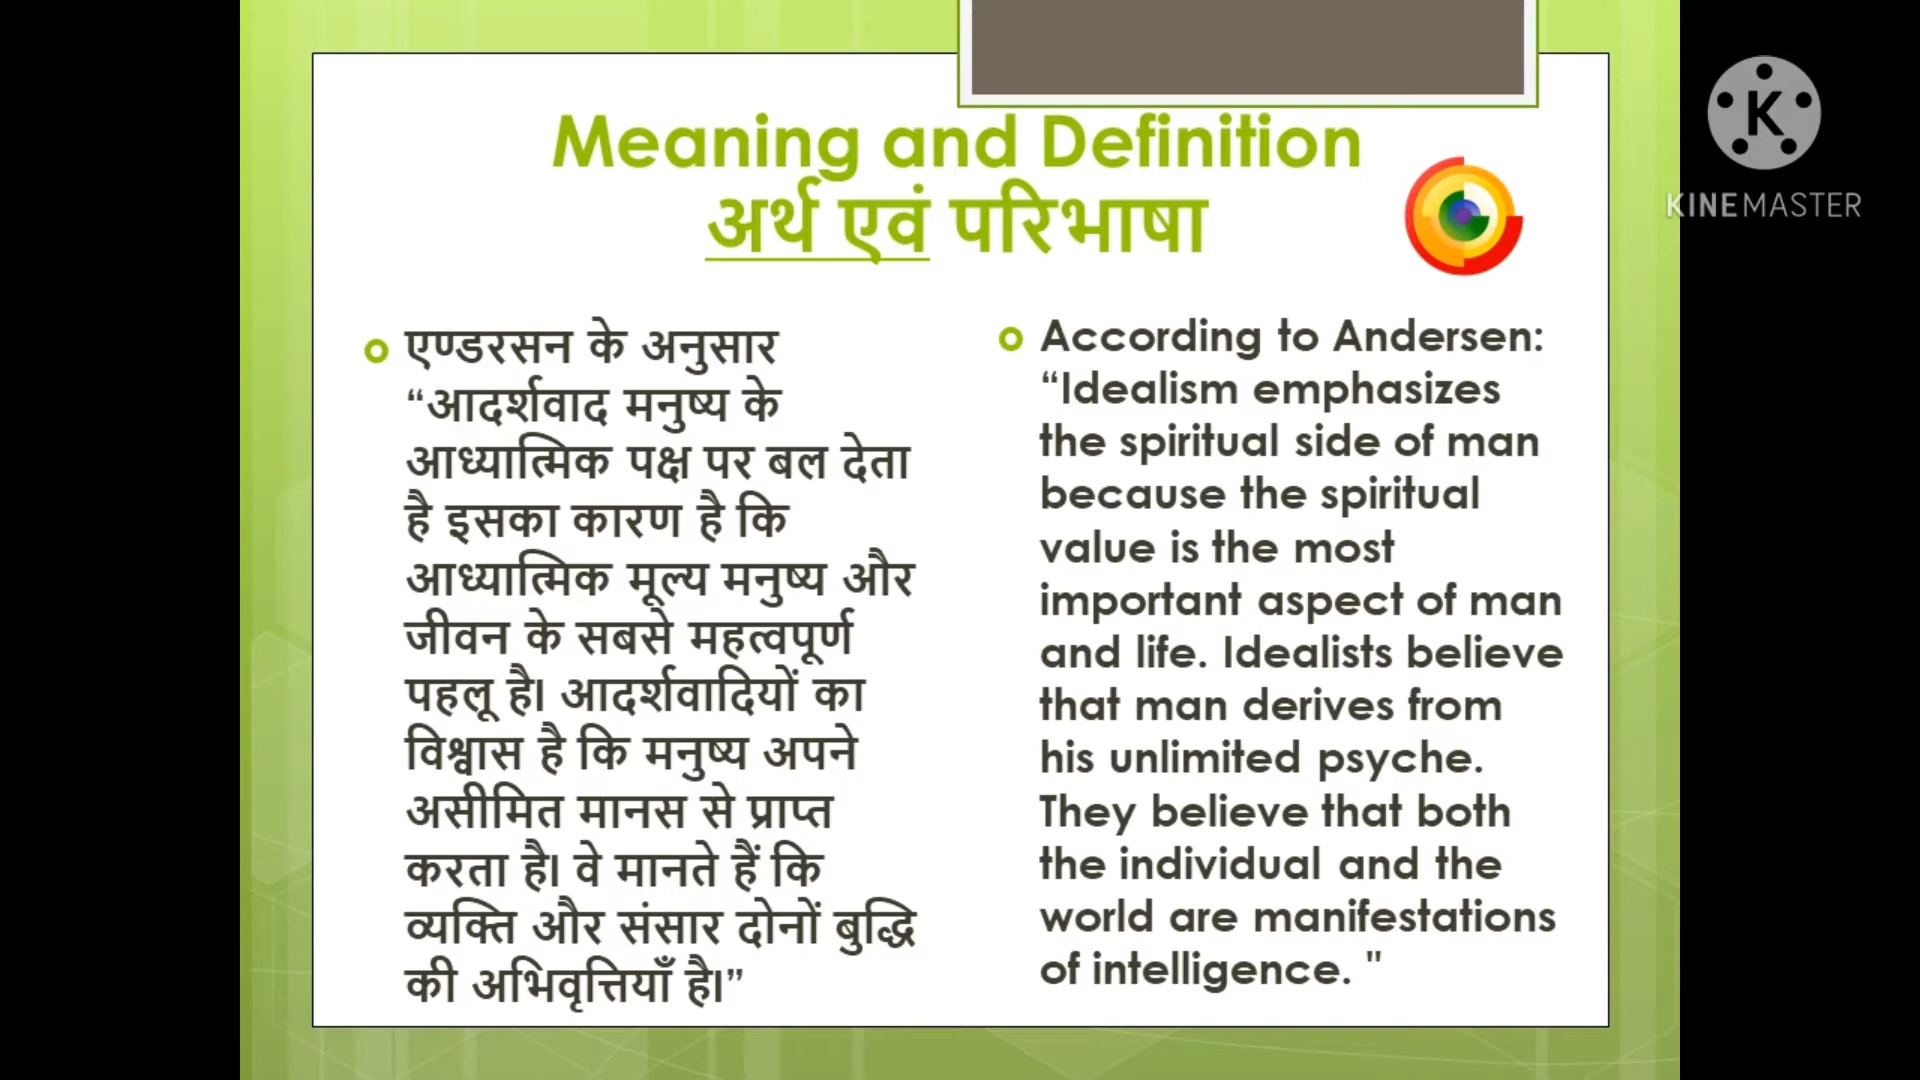 Meaning and Definition
अर्थ एवं परिभाषा
एण्डरसन के अनुसार
“आदर्शवाद मनुष्य के
आध्यात्मिक पक्ष पर बल देता
है इसका कारण है कि
आध्यात्मिक मूल्य मनुष्य और
जीवन के सबसे महत्वपूर्ण
पहलू है। आदर्शवादियों का
विश्वास है कि मनुष्य अपने
असीमित मानस से प्राप्त
करता है। वे मानते हैं कि
व्यक्ति और संसार दोनों बुद्धि
की अभिवृत्तियाँ है।”
According to Andersen:
“Idealism emphasizes
the spiritual side of man
because the spiritual
value is the most
important aspect of man
and life. Idealists believe
that man derives from
his unlimited psyche.
They believe that both
the individual and the
world are manifestations
of intelligence. "
K
KINEMASTER